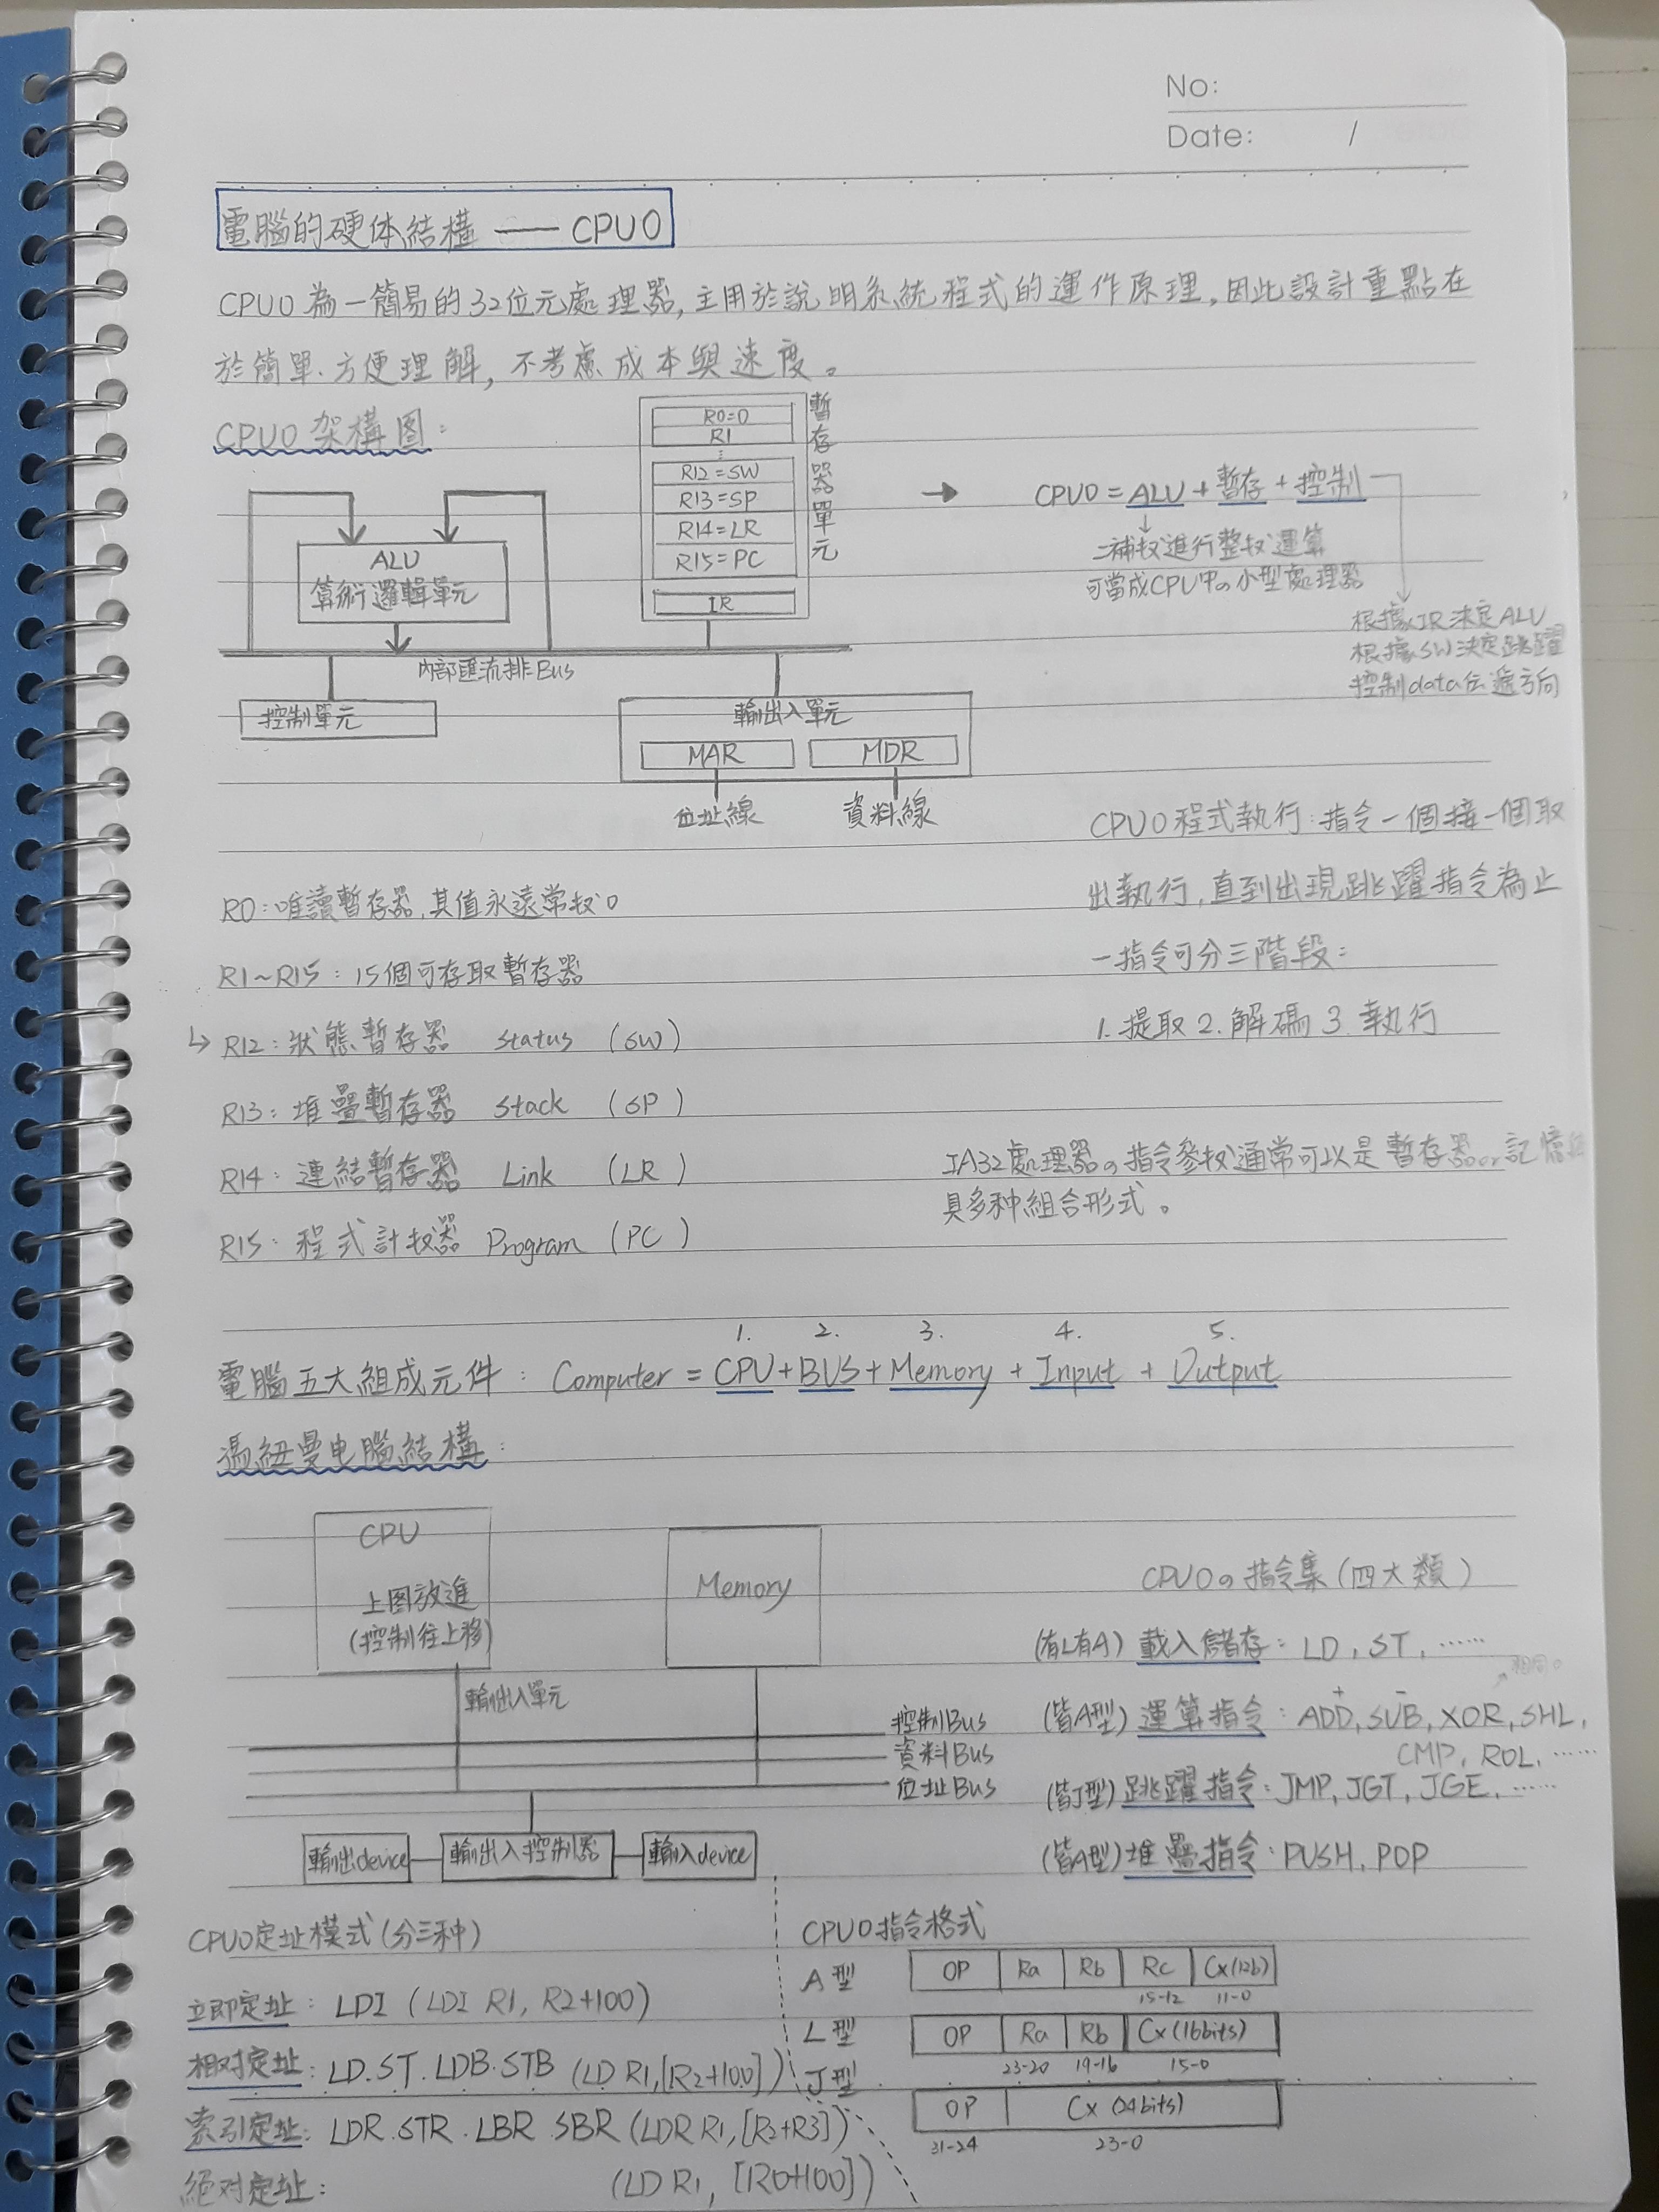 No:
Date: /
電腦的硬体結構 —— CPU0
CPU0 為一簡易的32位元處理器,主用於說明系統程式的運作原理,因此設計重點在
於簡單、方便理解,不考慮成本與速度。
CPU0 架構图:
ALU
算術邏輯單元
R0=0
R1
⋮
R12=SW
R13=SP
R14=LR
R15=PC
IR
暫存器單元
內部匯流排Bus
控制單元
輸出入單元
MAR
MDR
位址線
資料線
→ CPU0 = ALU + 暫存 + 控制
二補权進行整权運算
可當成CPU中の小型處理器
根據IR決定ALU
根據SW決定跳躍
控制data伝遞方向
CPU0程式執行:指令一個接一個取
出執行,直到出現跳躍指令為止
一指令可分三階段:
1.提取 2.解碼 3.執行
R0:唯讀暫存器,其值永遠常权0
R1~R15:15個可存取暫存器
↳ R12:狀態暫存器 status (SW)
R13:堆疊暫存器 Stack (SP)
R14:連結暫存器 Link (LR)
R15:程式計权器 Program (PC)
IA32處理器の指令參权通常可以是暫存器or記憶
具多种組合形式。
1. 2. 3. 4. 5.
電腦五大組成元件:Computer = CPU+BUS+Memory + Input + Output
馮紐曼电腦結構:
CPU
上图放進
(控制往上移)
Memory
輸出入單元
控制Bus
資料Bus
位址Bus
輸出device
輸出入控制器
輸入device
CPU0の指令集(四大類)
(有L有A) 載入儲存:LD, ST, ……
相同。
+ -
(皆A型) 運算指令:ADD, SUB, XOR, SHL,
CMP, ROL, ……
(皆J型) 跳躍指令:JMP, JGT, JGE, ……
(皆A型) 堆疊指令:PUSH, POP
CPU0定址模式(分三种)
立即定址:LDI (LDI R1, R2+100)
相对定址:LD.ST.LDB.STB (LD R1,[R2+100])
索引定址:LDR.STR.LBR.SBR (LDR R1,[R2+R3])
絕对定址: (LD R1, [R0+100])
CPU0指令格式
A型 OP Ra Rb Rc Cx(12b)
15-12 11-0
L型 OP Ra Rb Cx(16bits)
23-20 19-16 15-0
J型
OP Cx (24bits)
31-24 23-0